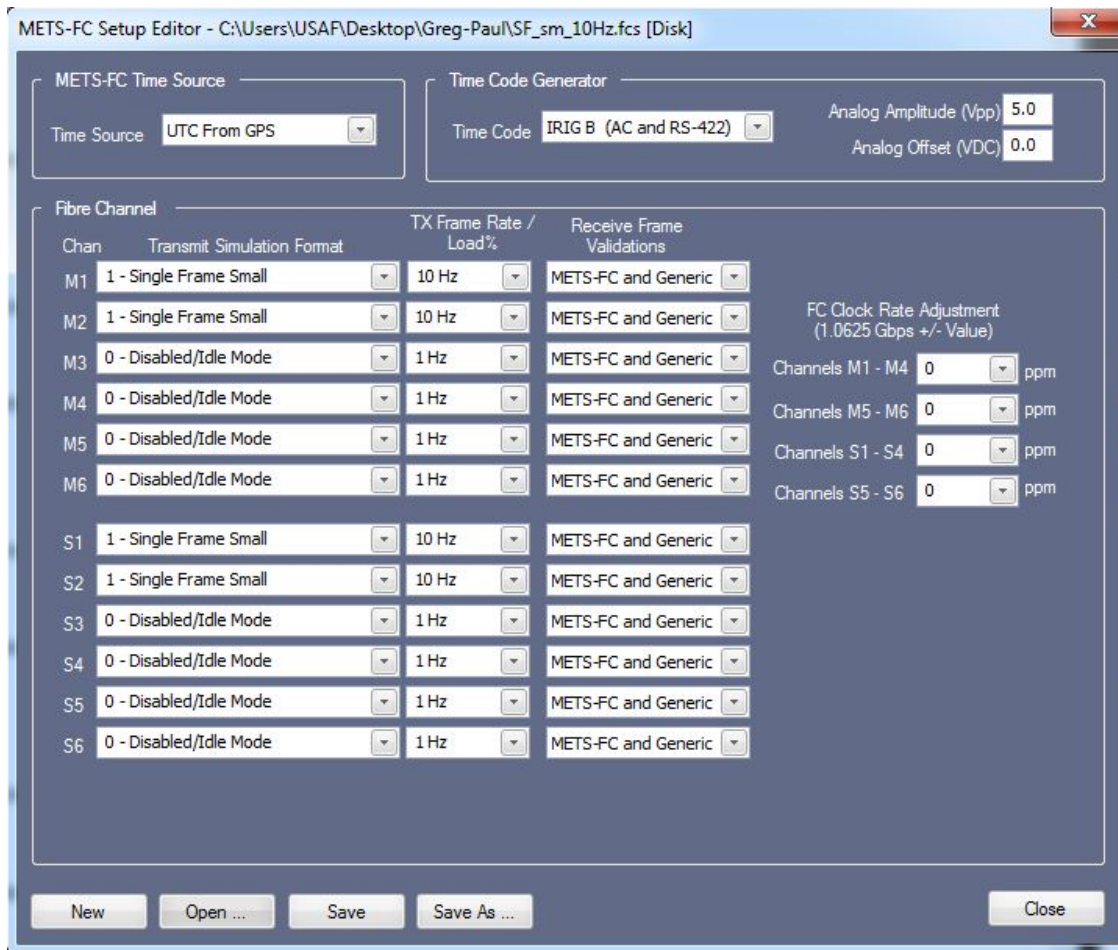 METS-FC Setup Editor - C:\Users\USAF\Desktop\Greg-Paul\SF_sm_10Hz.fcs [Disk]
X
METS-FC Time Source
Time Source UTC From GPS
Time Code Generator
Time Code IRIG B (AC and RS-422)
Analog Amplitude (Vpp) 5.0
Analog Offset (VDC) 0.0
Fibre Channel
Chan Transmit Simulation Format TX Frame Rate / Load% Receive Frame Validations
M1 1 - Single Frame Small 10 Hz METS-FC and Generic
M2 1 - Single Frame Small 10 Hz METS-FC and Generic
M3 0 - Disabled/Idle Mode 1 Hz METS-FC and Generic
M4 0 - Disabled/Idle Mode 1 Hz METS-FC and Generic
M5 0 - Disabled/Idle Mode 1 Hz METS-FC and Generic
M6 0 - Disabled/Idle Mode 1 Hz METS-FC and Generic
S1 1 - Single Frame Small 10 Hz METS-FC and Generic
S2 1 - Single Frame Small 10 Hz METS-FC and Generic
S3 0 - Disabled/Idle Mode 1 Hz METS-FC and Generic
S4 0 - Disabled/Idle Mode 1 Hz METS-FC and Generic
S5 0 - Disabled/Idle Mode 1 Hz METS-FC and Generic
S6 0 - Disabled/Idle Mode 1 Hz METS-FC and Generic
FC Clock Rate Adjustment
(1.0625 Gbps +/- Value)
Channels M1 - M4 0 ppm
Channels M5 - M6 0 ppm
Channels S1 - S4 0 ppm
Channels S5 - S6 0 ppm
New Open ... Save Save As ... Close